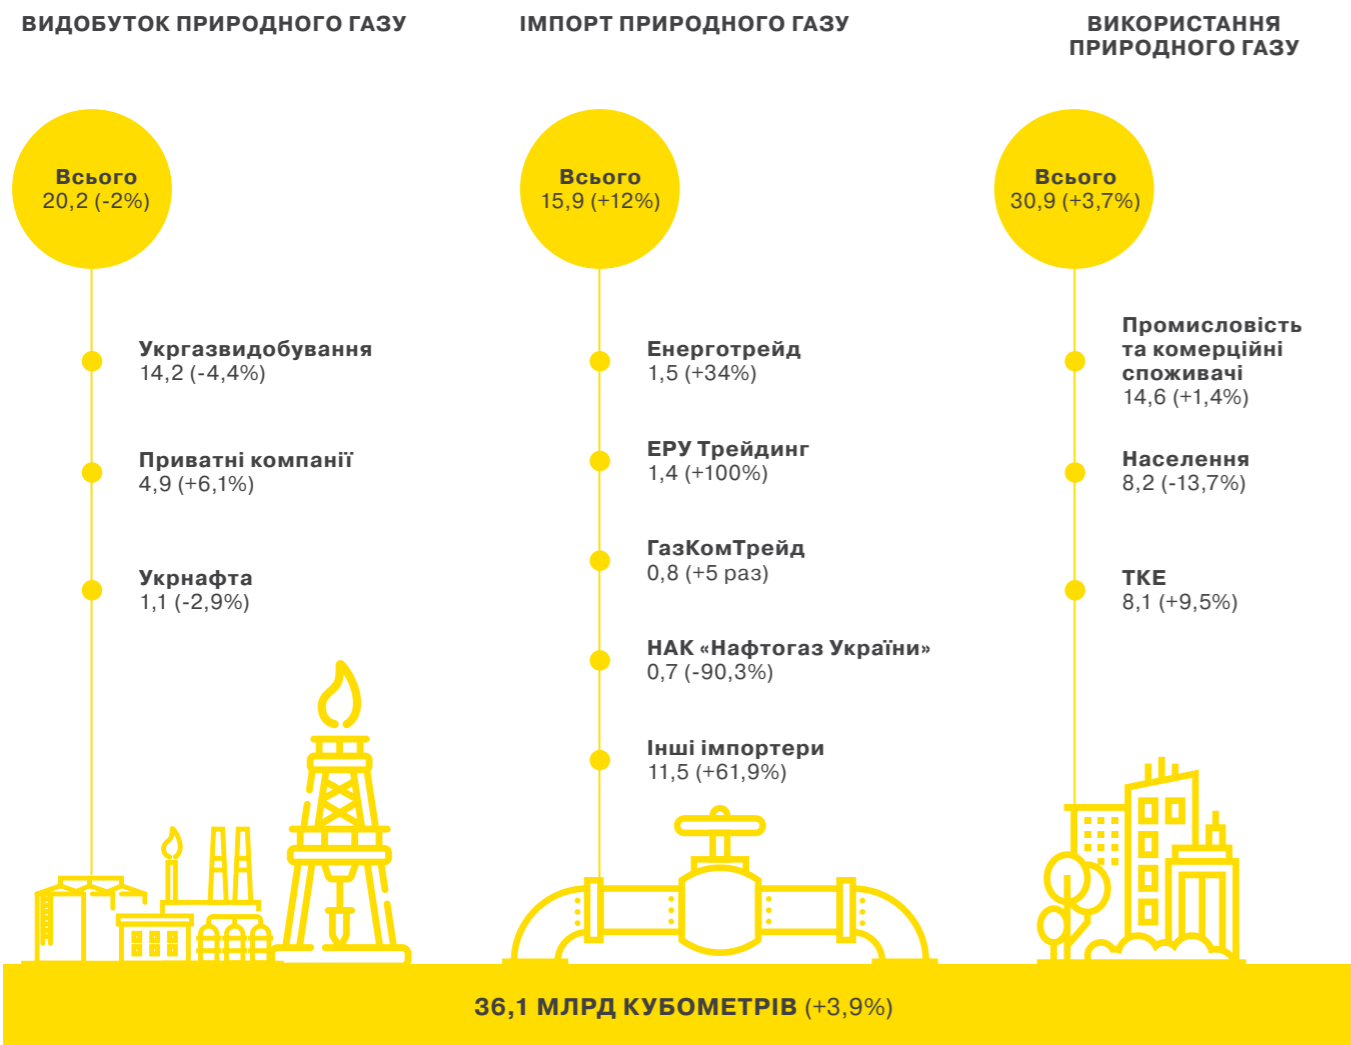 ВИДОБУТОК ПРИРОДНОГО ГАЗУ
Всього
20,2 (-2%)
Укргазвидобування
14,2 (-4,4%)
Приватні компанії
4,9 (+6,1%)
Укрнафта
1,1 (-2,9%)
ІМПОРТ ПРИРОДНОГО ГАЗУ
Всього
15,9 (+12%)
Енерготрейд
1,5 (+34%)
ЕРУ Трейдинг
1,4 (+100%)
ГазКомТрейд
0,8 (+5 раз)
НАК «Нафтогаз України»
0,7 (-90,3%)
Інші імпортери
11,5 (+61,9%)
ВИКОРИСТАННЯ
ПРИРОДНОГО ГАЗУ
Всього
30,9 (+3,7%)
Промисловість
та комерційні
споживачі
14,6 (+1,4%)
Населення
8,2 (-13,7%)
ТКЕ
8,1 (+9,5%)
36,1 МЛРД КУБОМЕТРІВ (+3,9%)